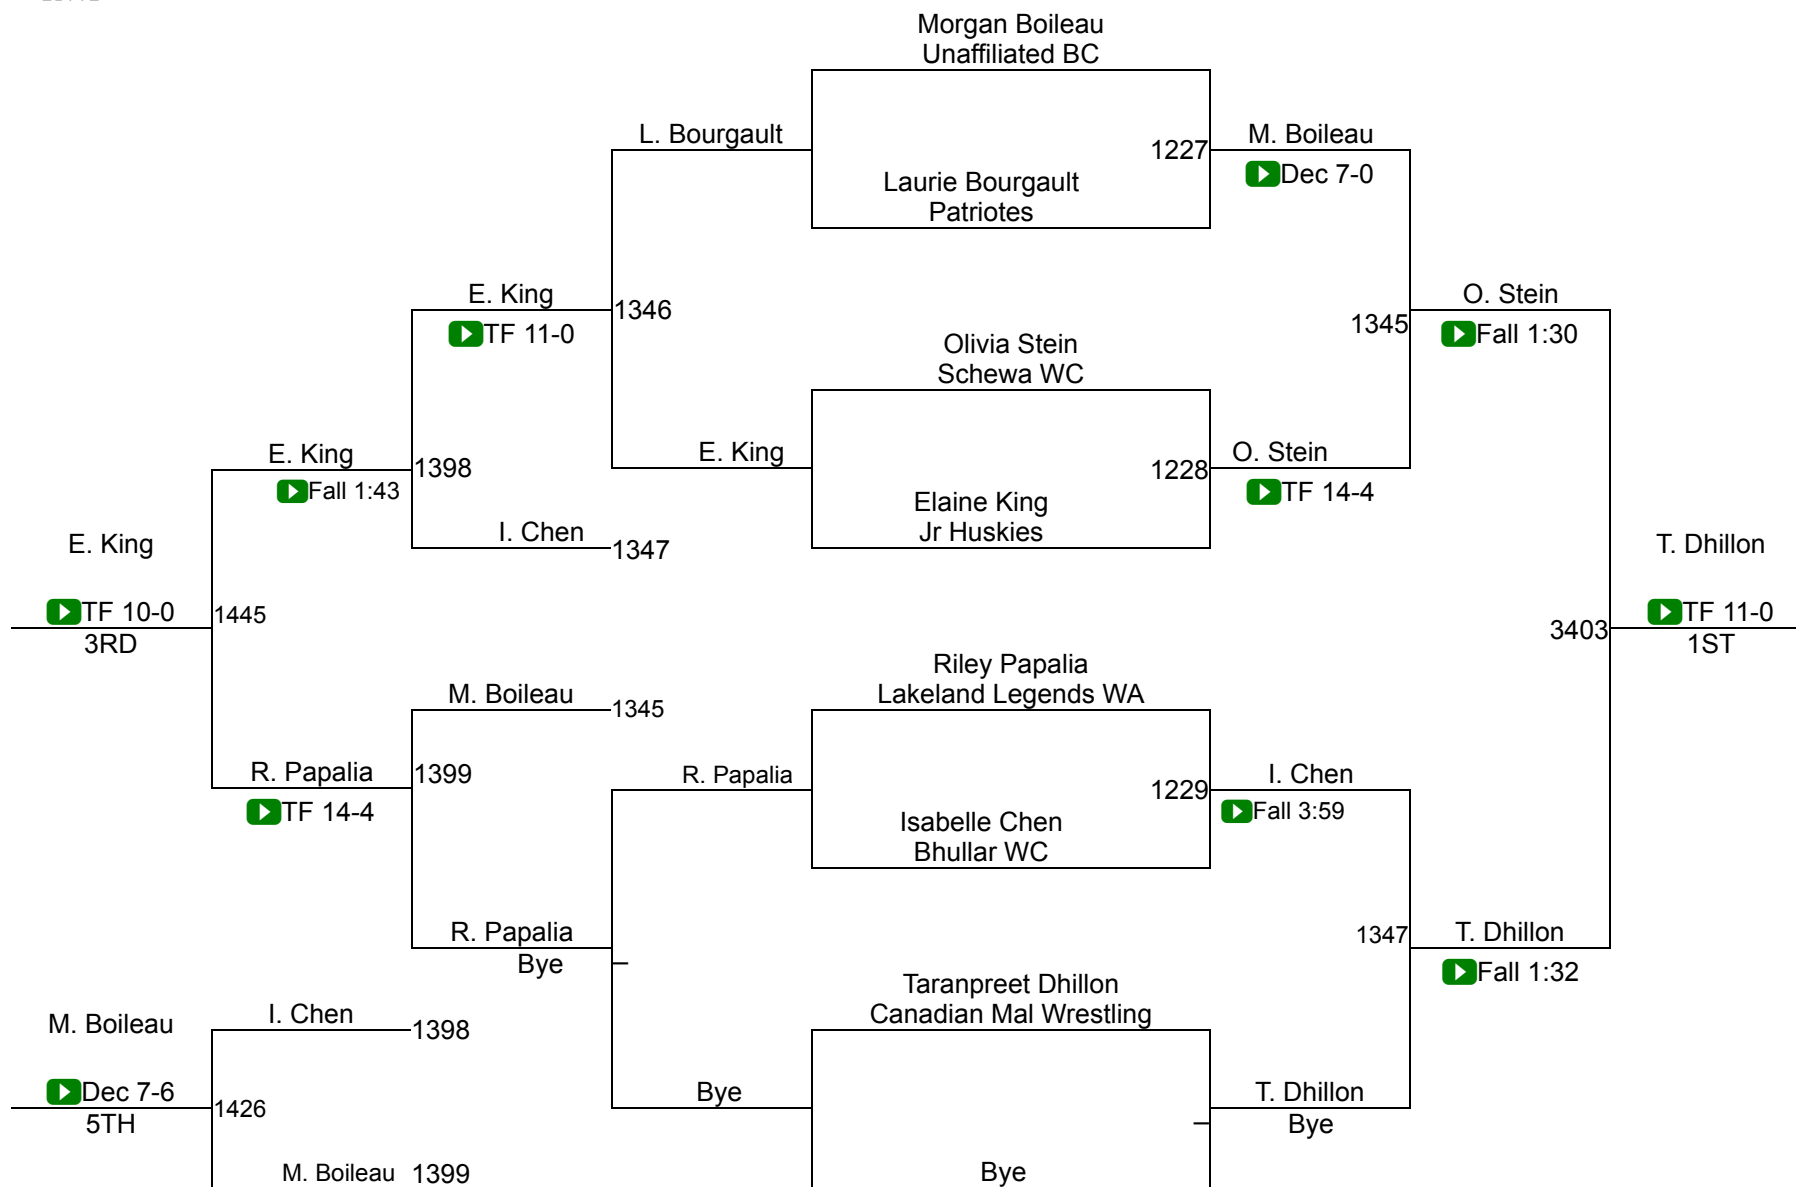 Morgan Boileau
Unaffiliated BC
L. Bourgault
1227
M. Boileau
Dec 7-0
Laurie Bourgault
Patriotes
E. King
TF 11-0
1346
O. Stein
Fall 1:30
1345
Olivia Stein
Schewa WC
E. King
Fall 1:43
1398
E. King
1228
O. Stein
TF 14-4
Elaine King
Jr Huskies
I. Chen
1347
E. King
TF 10-0
3RD
1445
T. Dhillon
TF 11-0
1ST
3403
Riley Papalia
Lakeland Legends WA
M. Boileau
1345
R. Papalia
TF 14-4
1399
R. Papalia
1229
I. Chen
Fall 3:59
Isabelle Chen
Bhullar WC
R. Papalia
Bye
1347
T. Dhillon
Fall 1:32
Taranpreet Dhillon
Canadian Mal Wrestling
M. Boileau
Dec 7-6
5TH
I. Chen
1398
1426
Bye
T. Dhillon
Bye
M. Boileau
1399
Bye